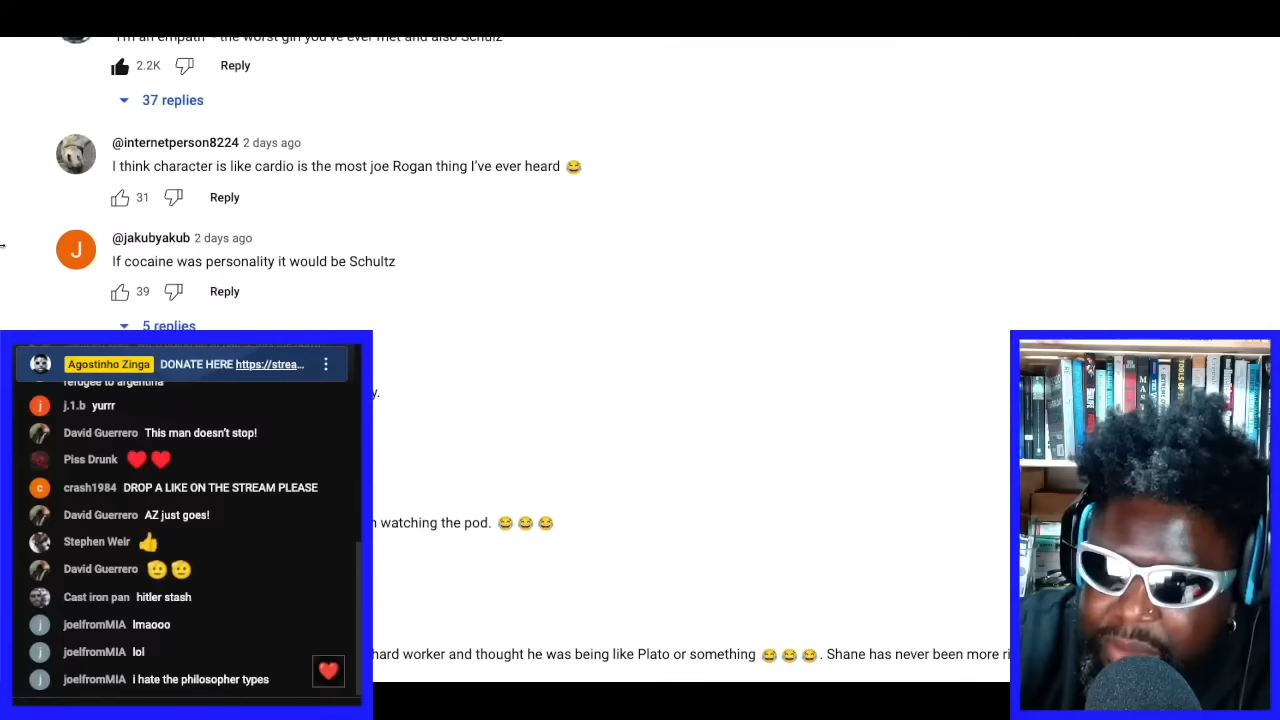 "I'm an empath" - the worst girl you've ever met and also Schulz
2.2K
Reply
37 replies
@internetperson8224 2 days ago
I think character is like cardio is the most joe Rogan thing I've ever heard 😂
31
Reply
J
@jakubyakub 2 days ago
If cocaine was personality it would be Schultz
39
Reply
5 replies
y.
watching the pod. 😂 😂 😂
hard worker and thought he was being like Plato or something 😂 😂 😂. Shane has never been more ri
Agostinho Zinga DONATE HERE https://strea...
refugee to argentina
j j.1.b yurrr
David Guerrero This man doesn't stop!
Piss Drunk ❤️ ❤️
c crash1984 DROP A LIKE ON THE STREAM PLEASE
David Guerrero AZ just goes!
Stephen Weir 👍
David Guerrero 🫡 🫡
Cast iron pan hitler stash
j joelfromMIA lmaooo
j joelfromMIA lol
j joelfromMIA i hate the philosopher types
TOOLS OF